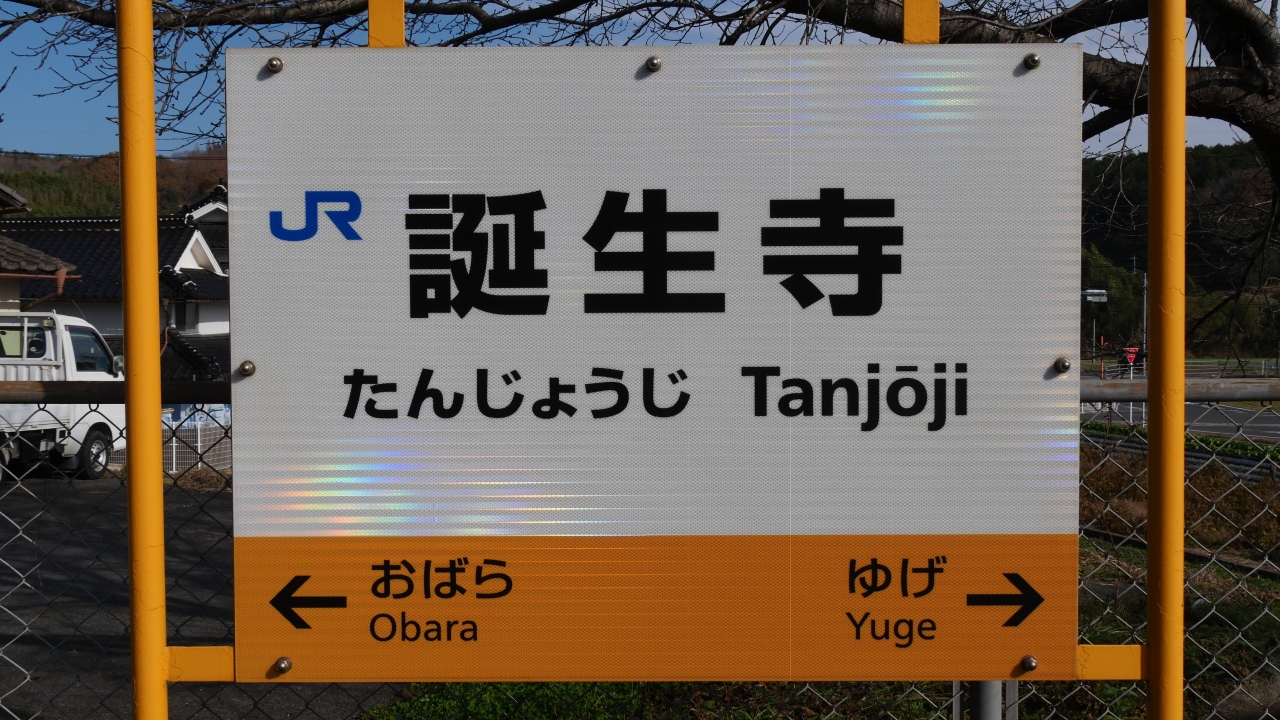 JR 誕生寺
たんじょうじ Tanjōji
← おばら ゆげ →
Obara Yuge